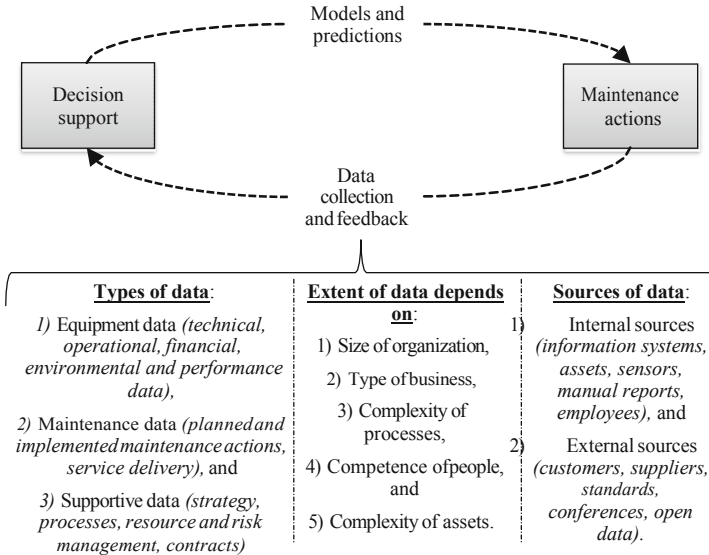 Models and
predictions
Decision
support
Maintenance
actions
Data
collection
and feedback
Types of data:
1) Equipment data (technical,
operational, financial,
environmental and performance
data),
2) Maintenance data (planned and
implemented maintenance actions,
service delivery), and
3) Supportive data (strategy,
processes, resource and risk
management, contracts)
Extent of data depends
on:
1) Size of organization,
2) Type of business,
3) Complexity of
processes,
4) Competence of people,
and
5) Complexity of assets.
Sources of data:
1) Internal sources
(information systems,
assets, sensors,
manual reports,
employees), and
2) External sources
(customers, suppliers,
standards,
conferences, open
data).